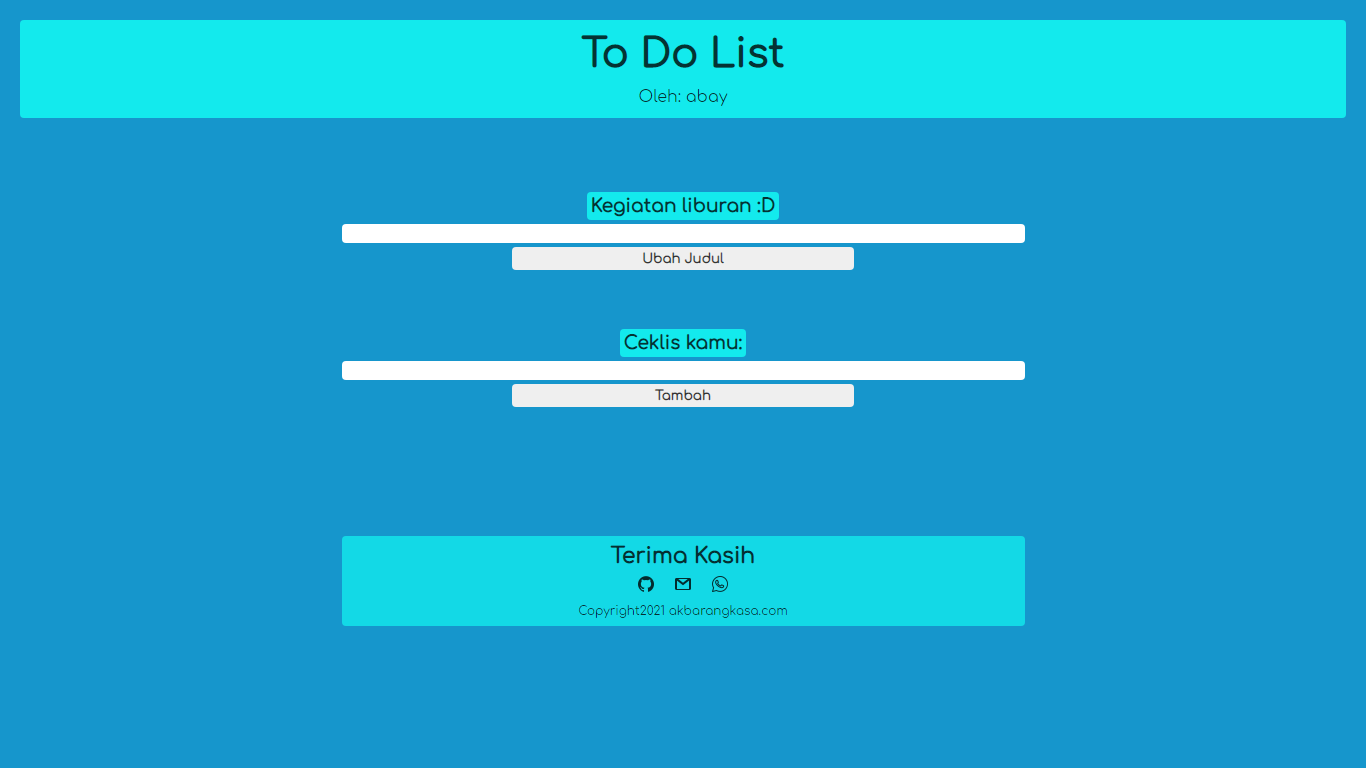 To Do List
Oleh: abay
Kegiatan liburan :D
Ubah Judul
Ceklis kamu:
Tambah
Terima Kasih
Copyright2021 akbarangkasa.com